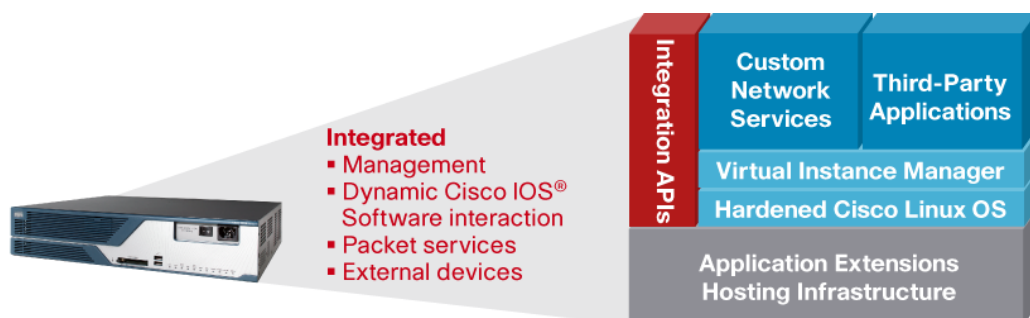 Integrated
▪ Management
▪ Dynamic Cisco IOS®
Software interaction
▪ Packet services
▪ External devices
Integration APIs
Custom
Network
Services
Third-Party
Applications
Virtual Instance Manager
Hardened Cisco Linux OS
Application Extensions
Hosting Infrastructure